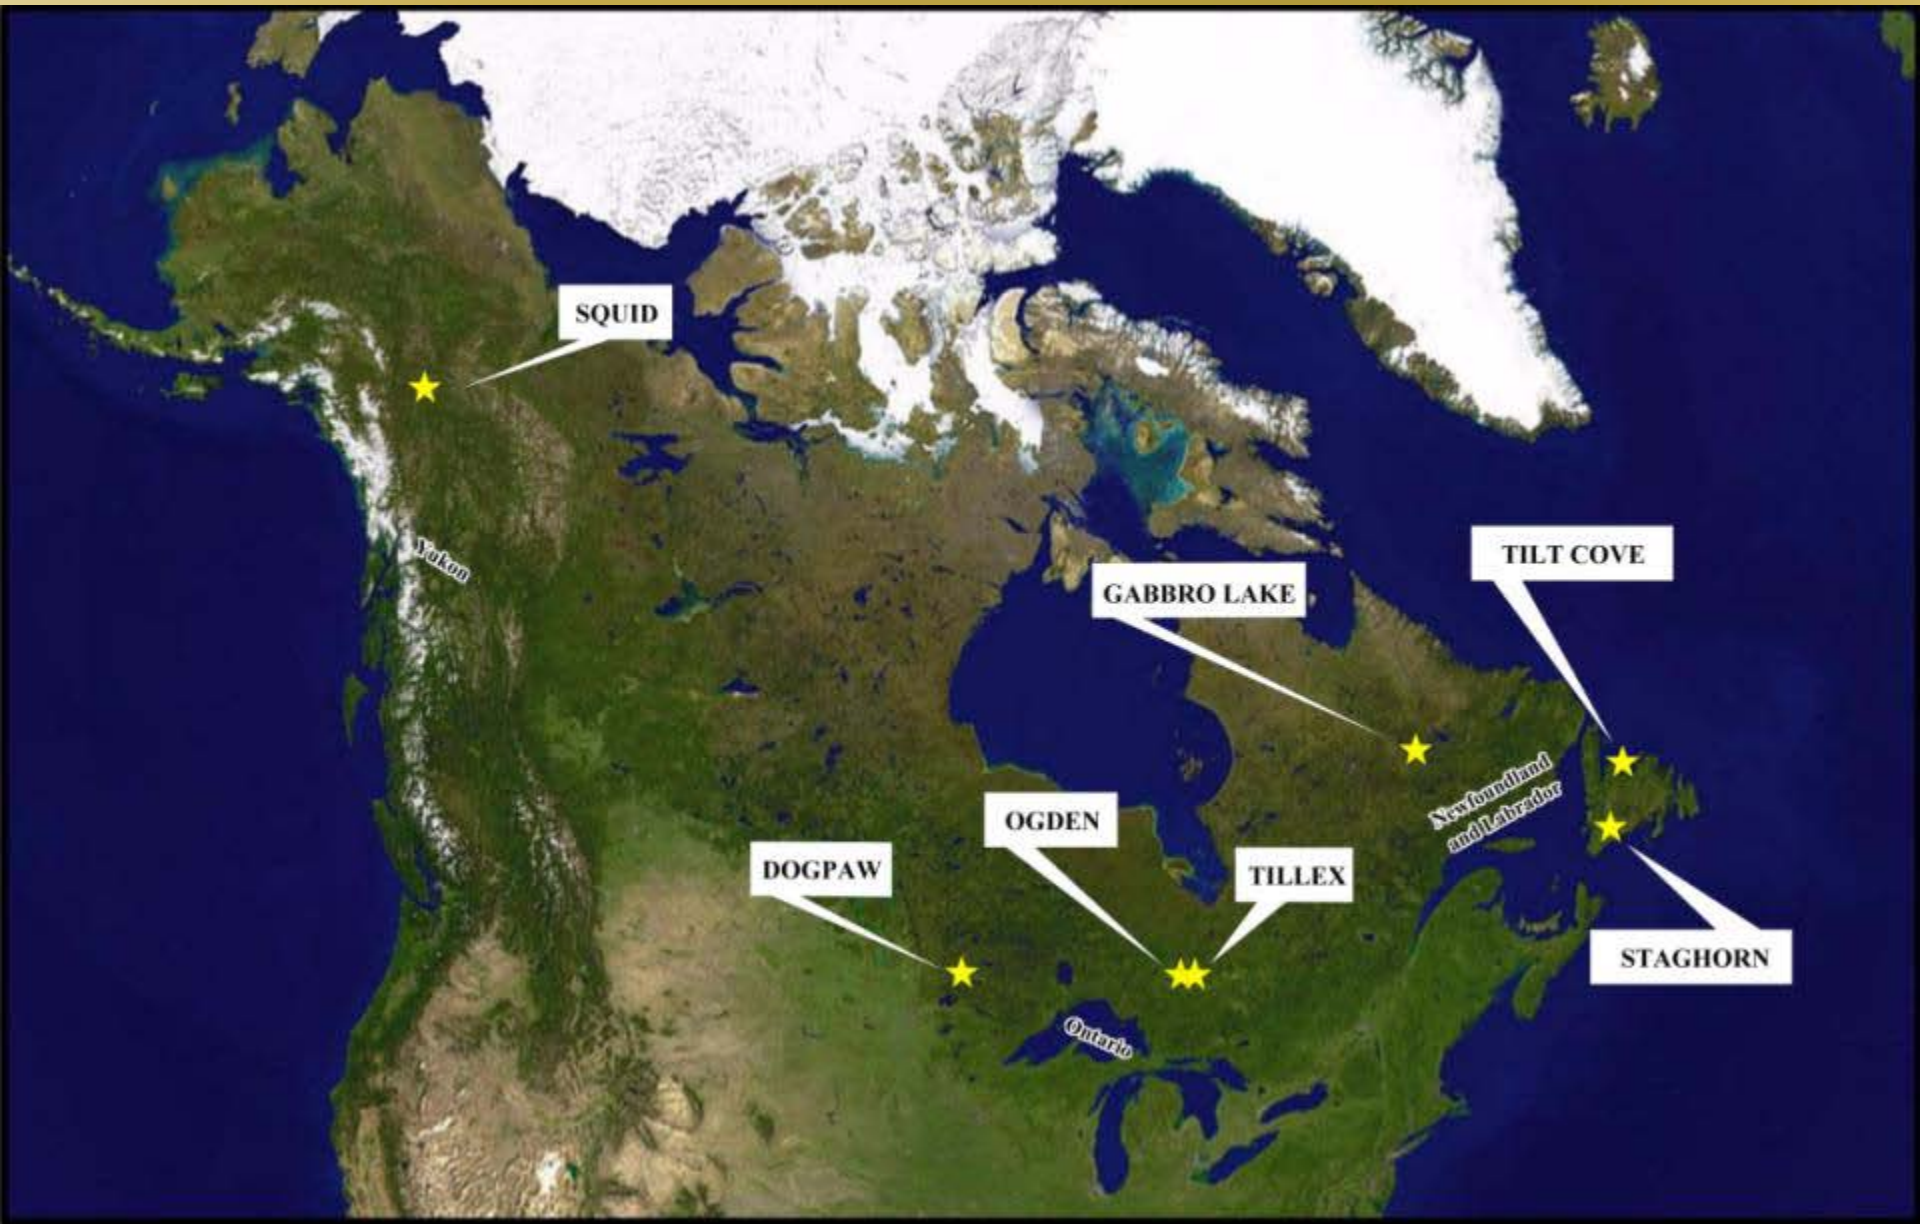 SQUID
TILT COVE
Yukon
GABBRO LAKE
Newfoundland
and Labrador
OGDEN
DOGPAW
TILLEX
STAGHORN
Ontario